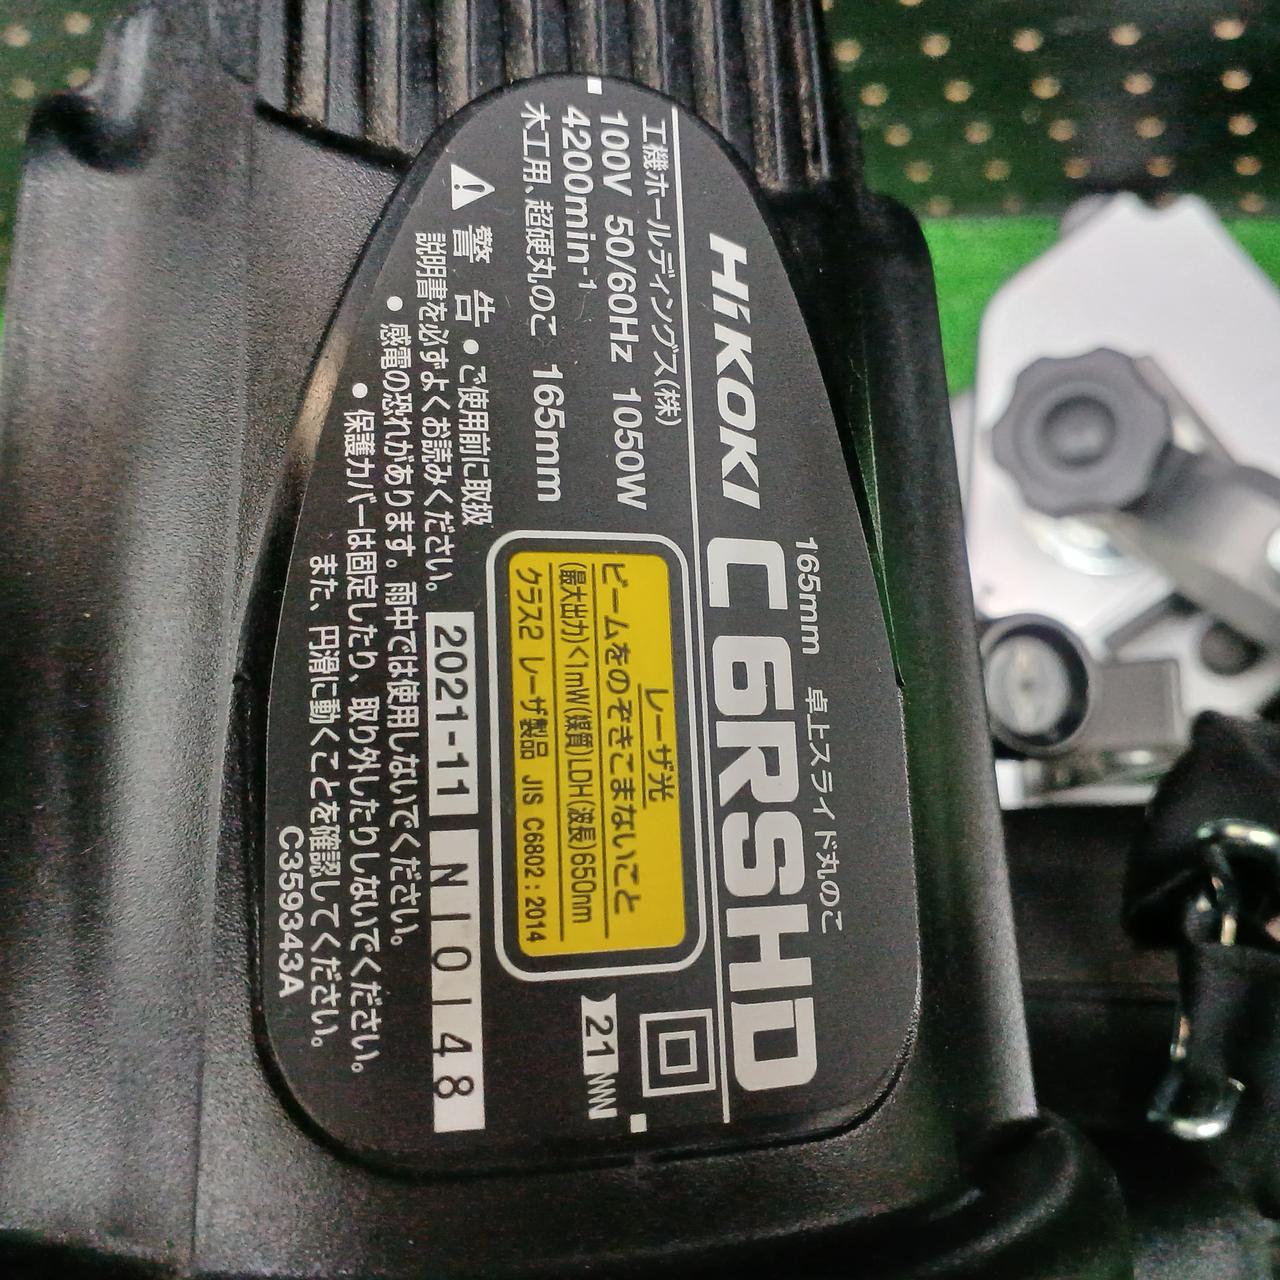 165mm 卓上スライド丸のこ
HiKOKI C6RSHD
工機ホールディングス(株)
100V 50/60Hz 1050W
4200min⁻¹
木工用、超硬丸のこ 165mm
レーザ光
ビームをのぞきこまないこと
(最大出力)<1mW(媒質)LDH(波長)650nm
クラス2 レーザ製品 JIS C6802:2014
21
警告 ・ご使用前に取扱
説明書を必ずよくお読みください。
・感電の恐れがあります。雨中では使用しないでください。
・保護カバーは固定したり、取り外したりしないでください。
また、円滑に動くことを確認してください。
2021-11 N10148
C359343A